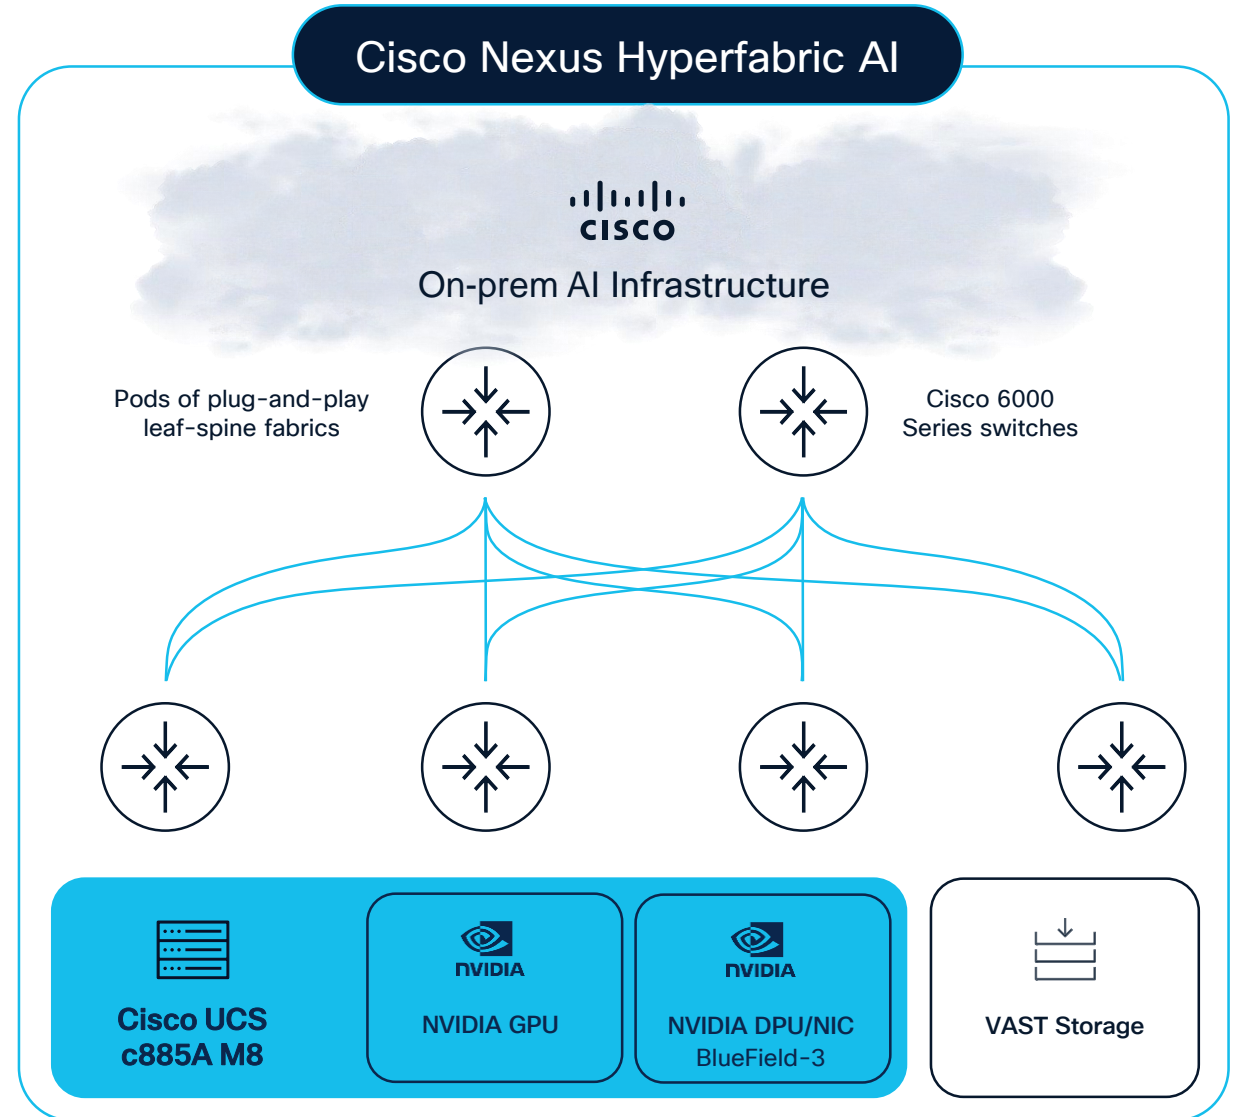 Cisco Nexus Hyperfabric AI
CISCO
On-prem AI Infrastructure
Pods of plug-and-play
leaf-spine fabrics
Cisco 6000
Series switches
Cisco UCS
c885A M8
NVIDIA
NVIDIA GPU
NVIDIA
NVIDIA DPU/NIC
BlueField-3
VAST Storage